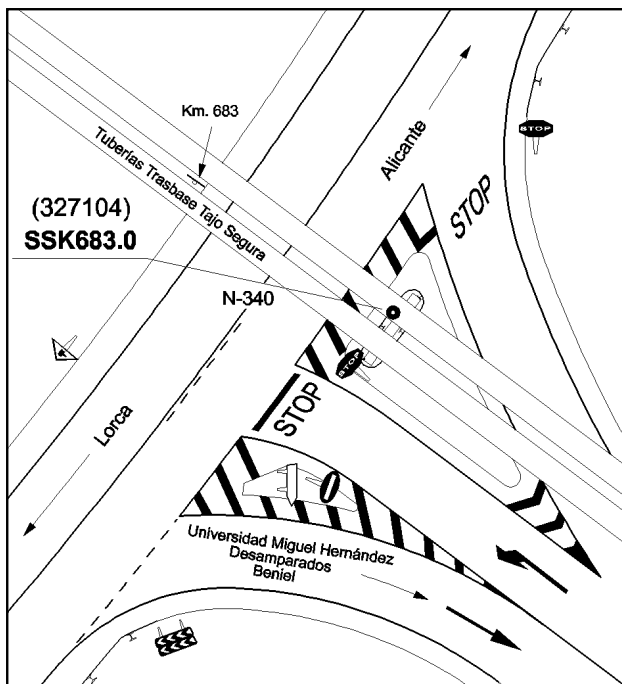 Km. 683
Tuberías Trasbase Tajo Segura
Alicante
STOP
STOP
(327104)
SSK683.0
N-340
STOP
STOP
Lorca
Universidad Miguel Hernández
Desamparados
Beniel